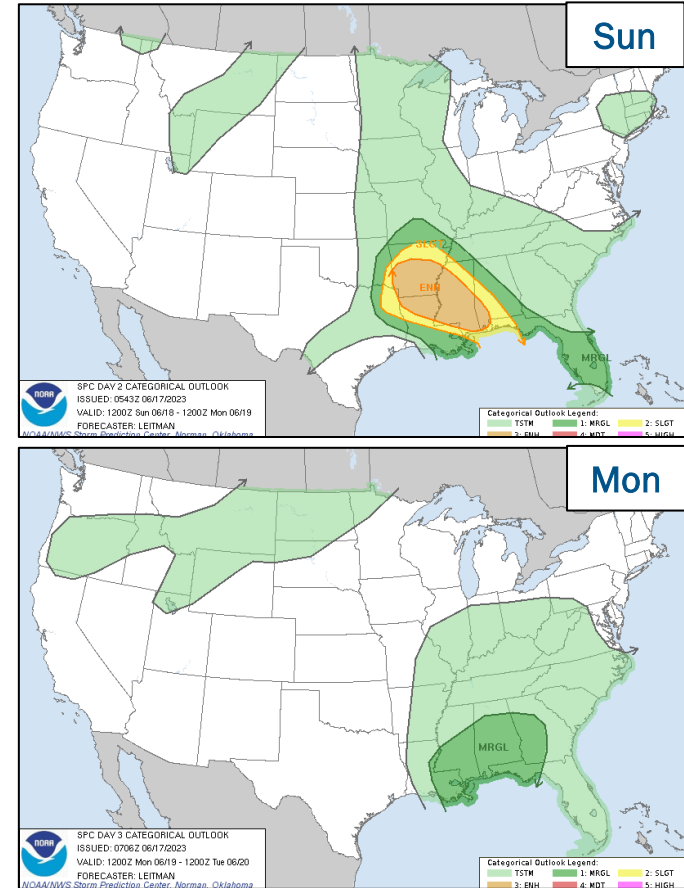 Sun
SLGT
ENH
MRGL
NOAA
SPC DAY 2 CATEGORICAL OUTLOOK
ISSUED: 0543Z 06/17/2023
VALID: 1200Z Sun 06/18 - 1200Z Mon 06/19
FORECASTER: LEITMAN
NOAA/NWS Storm Prediction Center, Norman, Oklahoma
Categorical Outlook Legend:
TSTM 1: MRGL 2: SLGT
3: ENH 4: MDT 5: HIGH
Mon
MRGL
NOAA
SPC DAY 3 CATEGORICAL OUTLOOK
ISSUED: 0706Z 06/17/2023
VALID: 1200Z Mon 06/19 - 1200Z Tue 06/20
FORECASTER: LEITMAN
NOAA/NWS Storm Prediction Center, Norman, Oklahoma
Categorical Outlook Legend:
TSTM 1: MRGL 2: SLGT
3: ENH 4: MDT 5: HIGH